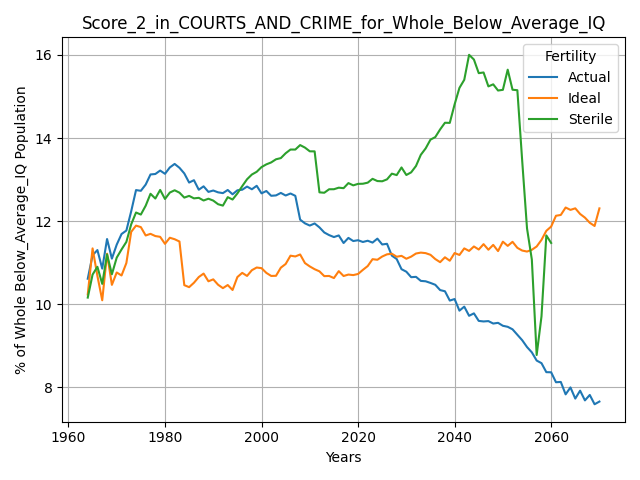 Score_2_in_COURTS_AND_CRIME_for_Whole_Below_Average_IQ
% of Whole Below_Average_IQ Population
16
14
12
10
8
Fertility
Actual
Ideal
Sterile
1960 1980 2000 2020 2040 2060
Years